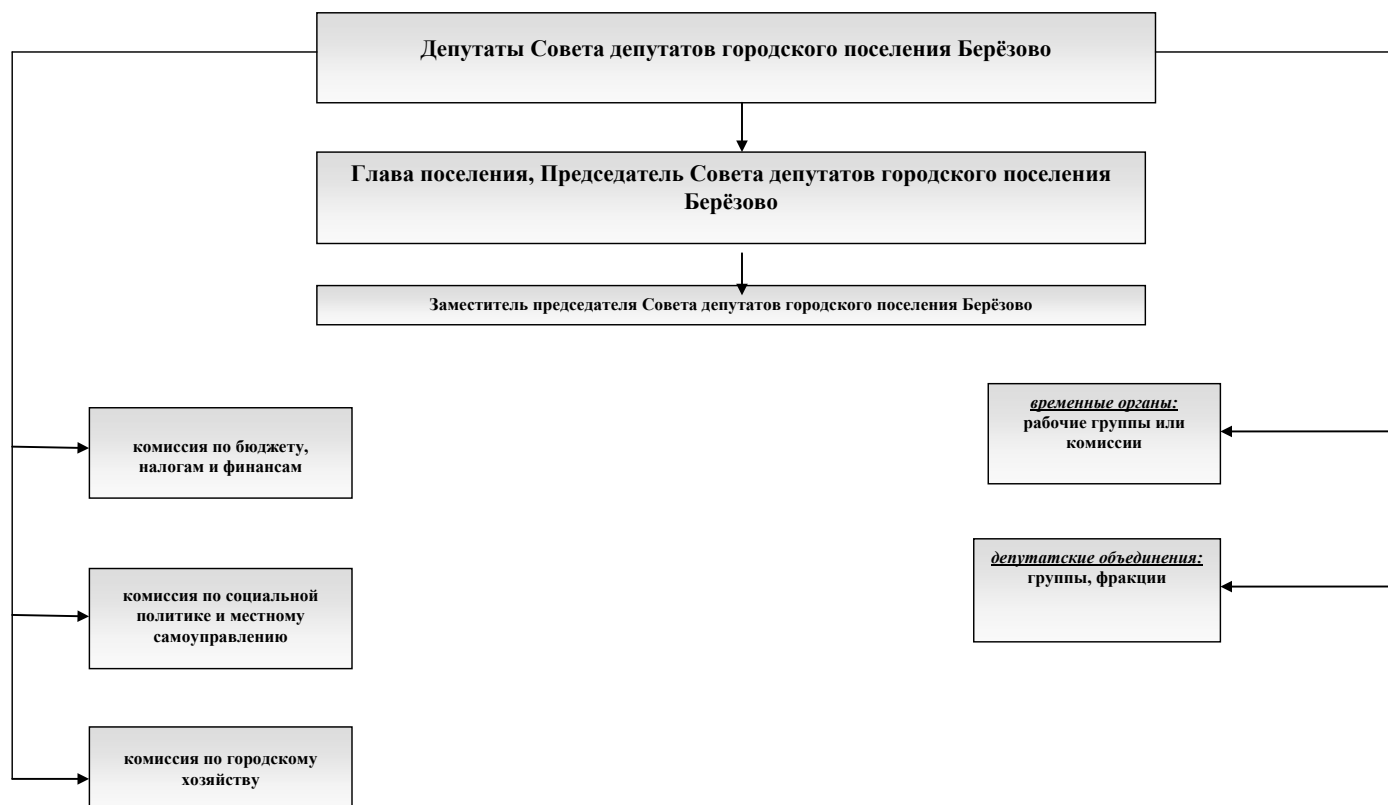 Депутаты Совета депутатов городского поселения Берёзово
Глава поселения, Председатель Совета депутатов городского поселения
Берёзово
Заместитель председателя Совета депутатов городского поселения Берёзово
комиссия по бюджету,
налогам и финансам
комиссия по социальной
политике и местному
самоуправлению
комиссия по городскому
хозяйству
временные органы:
рабочие группы или
комиссии
депутатские объединения:
группы, фракции